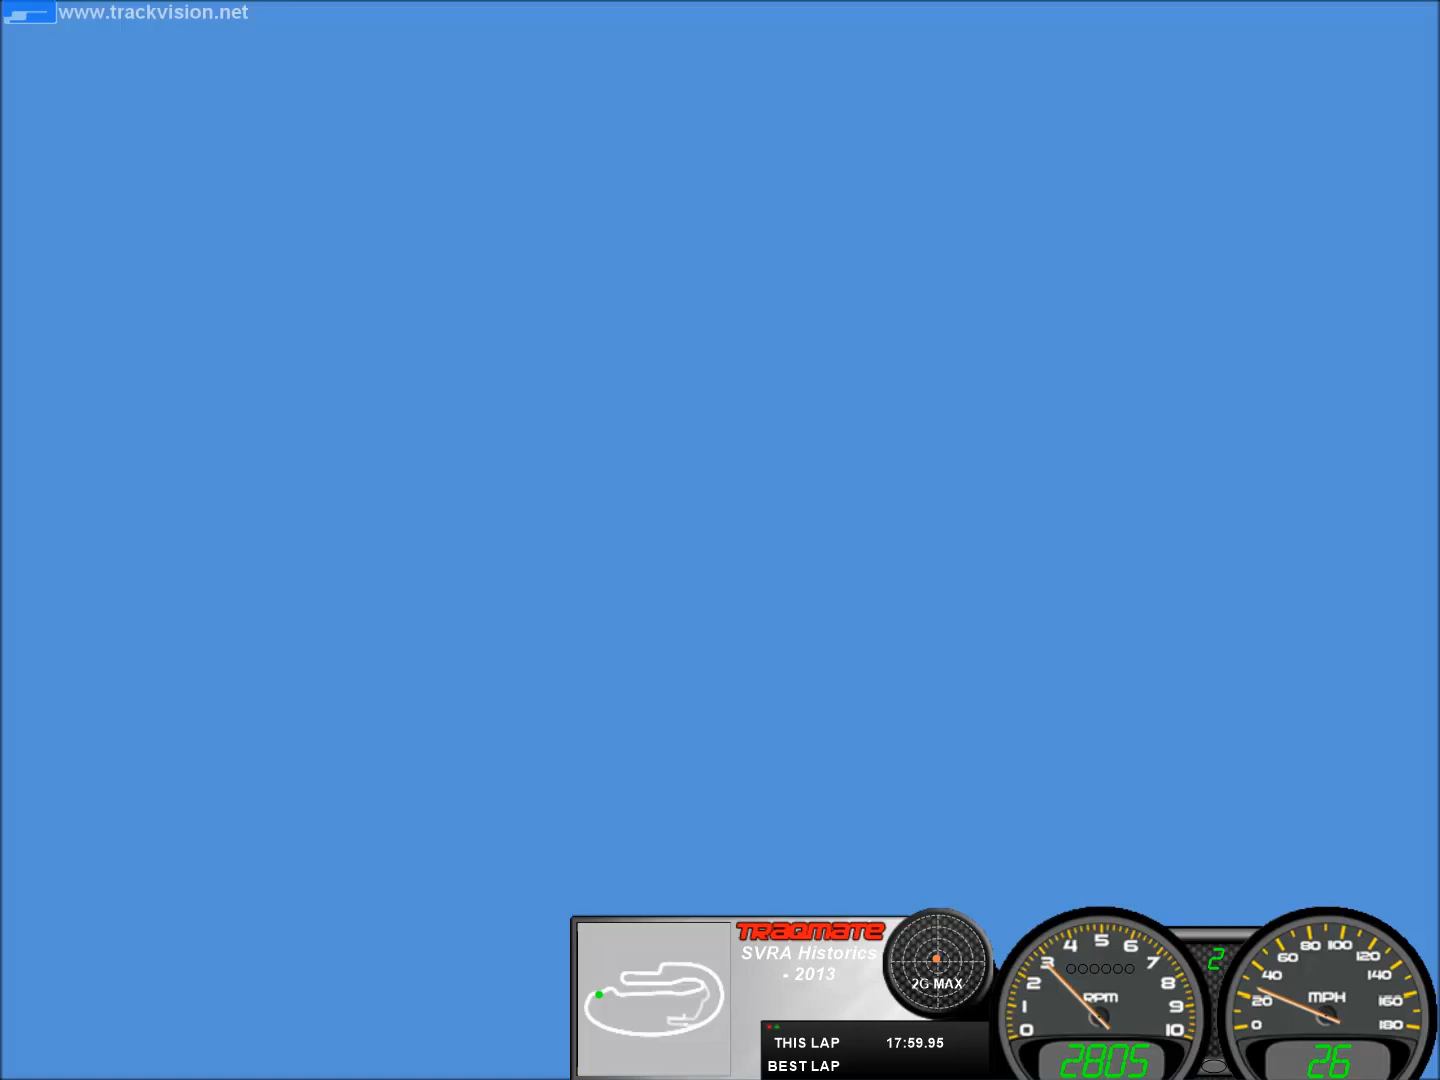 www.trackvision.net
TRAQMATE
SVRA Historics
- 2013
2G MAX
THIS LAP 17:59.95
BEST LAP
0 1 2 3 4 5 6 7 8 9 10
RPM
2805
2
0 20 40 60 80 100 120 140 160 180
MPH
26